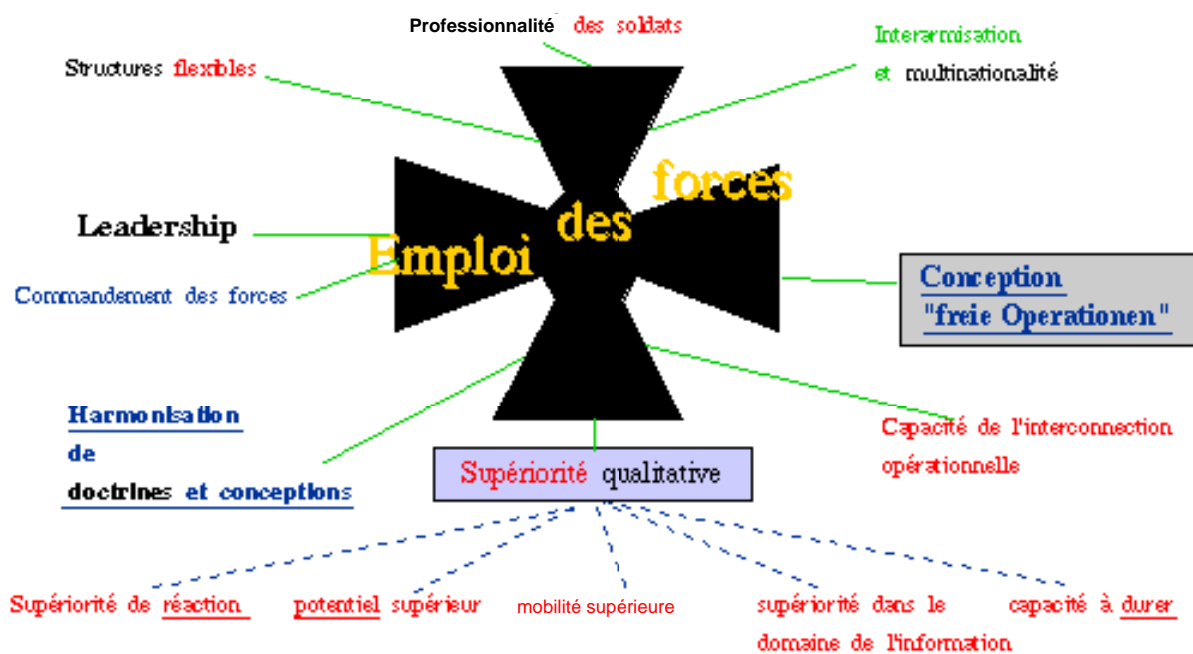 Professionnalité des soldats
Structures flexibles
Interarmisation
et multinationalité
Emploi des forces
Leadership
Commandement des forces
Conception
"freie Operationen"
Harmonisation
de
doctrines et conceptions
Capacité de l'interconnection
opérationnelle
Supériorité qualitative
Supériorité de réaction
potentiel supérieur
mobilité supérieure
supériorité dans le
domaine de l'information
capacité à durer